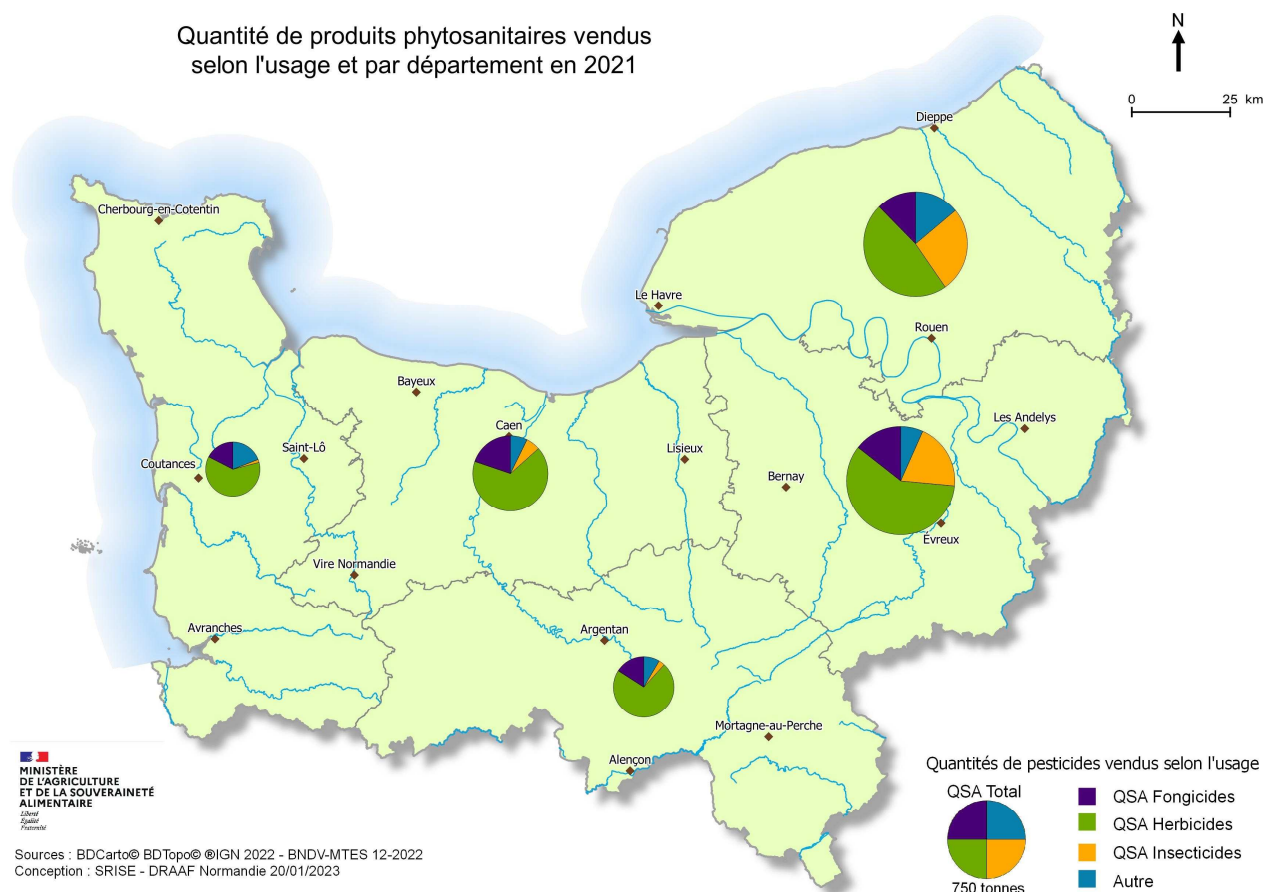 Quantité de produits phytosanitaires vendus
selon l'usage et par département en 2021
N
0 25 km
Dieppe
Cherbourg-en-Cotentin
Le Havre
Rouen
Bayeux
Les Andelys
Caen
Saint-Lô
Lisieux
Coutances
Bernay
Évreux
Vire Normandie
Avranches
Argentan
Mortagne-au-Perche
Alençon
MINISTÈRE
DE L'AGRICULTURE
ET DE LA SOUVERAINETÉ
ALIMENTAIRE
Liberté
Égalité
Fraternité
Sources : BDCarto© BDTopo© ®IGN 2022 - BNDV-MTES 12-2022
Conception : SRISE - DRAAF Normandie 20/01/2023
Quantités de pesticides vendus selon l'usage
QSA Total
750 tonnes
QSA Fongicides
QSA Herbicides
QSA Insecticides
Autre